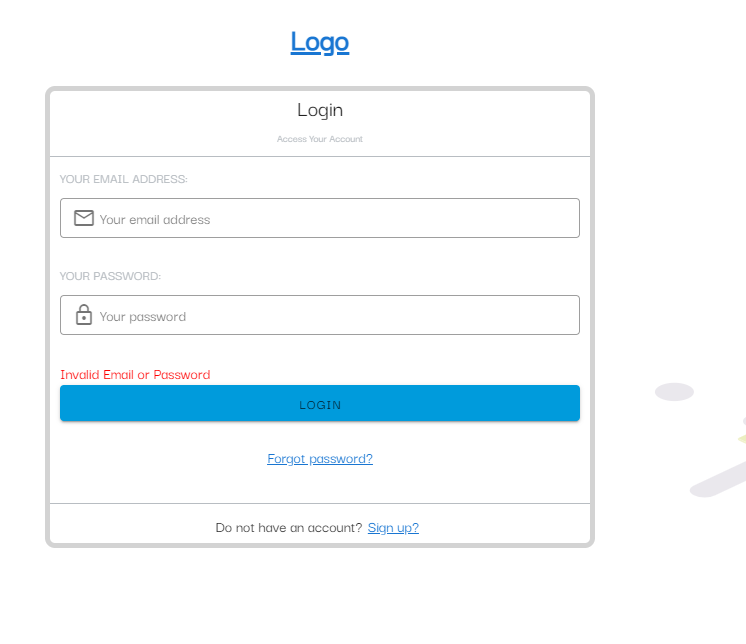 Logo
Login
Access Your Account
YOUR EMAIL ADDRESS:
Your email address
YOUR PASSWORD:
Your password
Invalid Email or Password
LOGIN
Forgot password?
Do not have an account? Sign up?